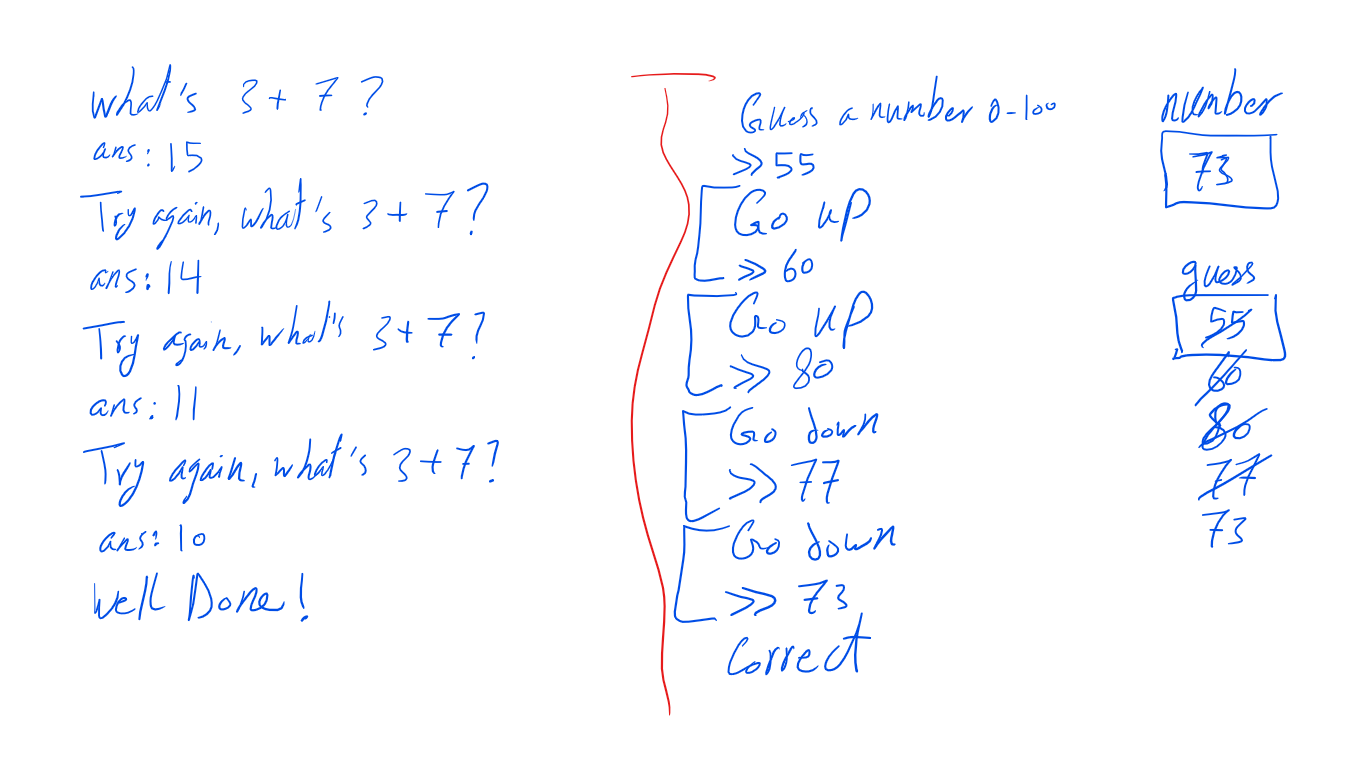 what's 3 + 7 ?
ans: 15
Try again, what's 3 + 7 ?
ans: 14
Try again, what's 3 + 7 ?
ans: 11
Try again, what's 3 + 7 ?
ans: 10
Well Done!
Guess a number 0-100
>> 55
Go up
>> 60
Go up
>> 80
Go down
>> 77
Go down
>> 73
Correct
number
73
guess
55
60
80
77
73